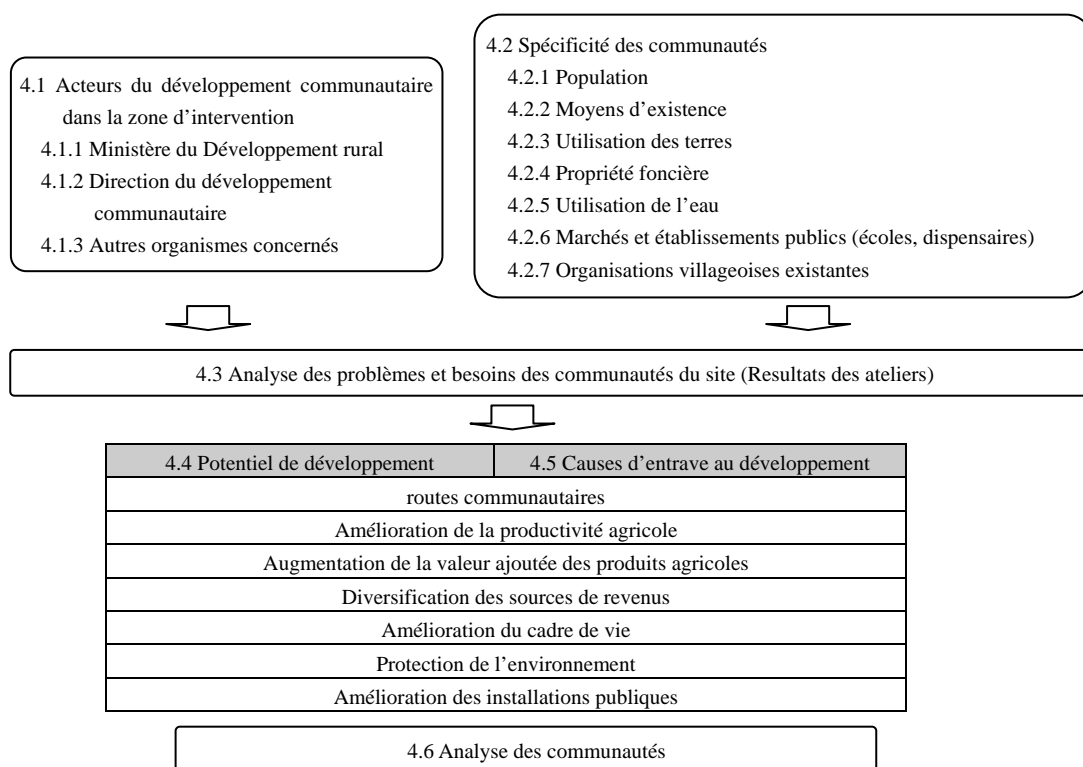 4.1 Acteurs du développement communautaire
dans la zone d’intervention
4.1.1 Ministère du Développement rural
4.1.2 Direction du développement
communautaire
4.1.3 Autres organismes concernés
4.2 Spécificité des communautés
4.2.1 Population
4.2.2 Moyens d’existence
4.2.3 Utilisation des terres
4.2.4 Propriété foncière
4.2.5 Utilisation de l’eau
4.2.6 Marchés et établissements publics (écoles, dispensaires)
4.2.7 Organisations villageoises existantes
4.3 Analyse des problèmes et besoins des communautés du site (Resultats des ateliers)
4.4 Potentiel de développement
4.5 Causes d’entrave au développement
routes communautaires
Amélioration de la productivité agricole
Augmentation de la valeur ajoutée des produits agricoles
Diversification des sources de revenus
Amélioration du cadre de vie
Protection de l’environnement
Amélioration des installations publiques
4.6 Analyse des communautés